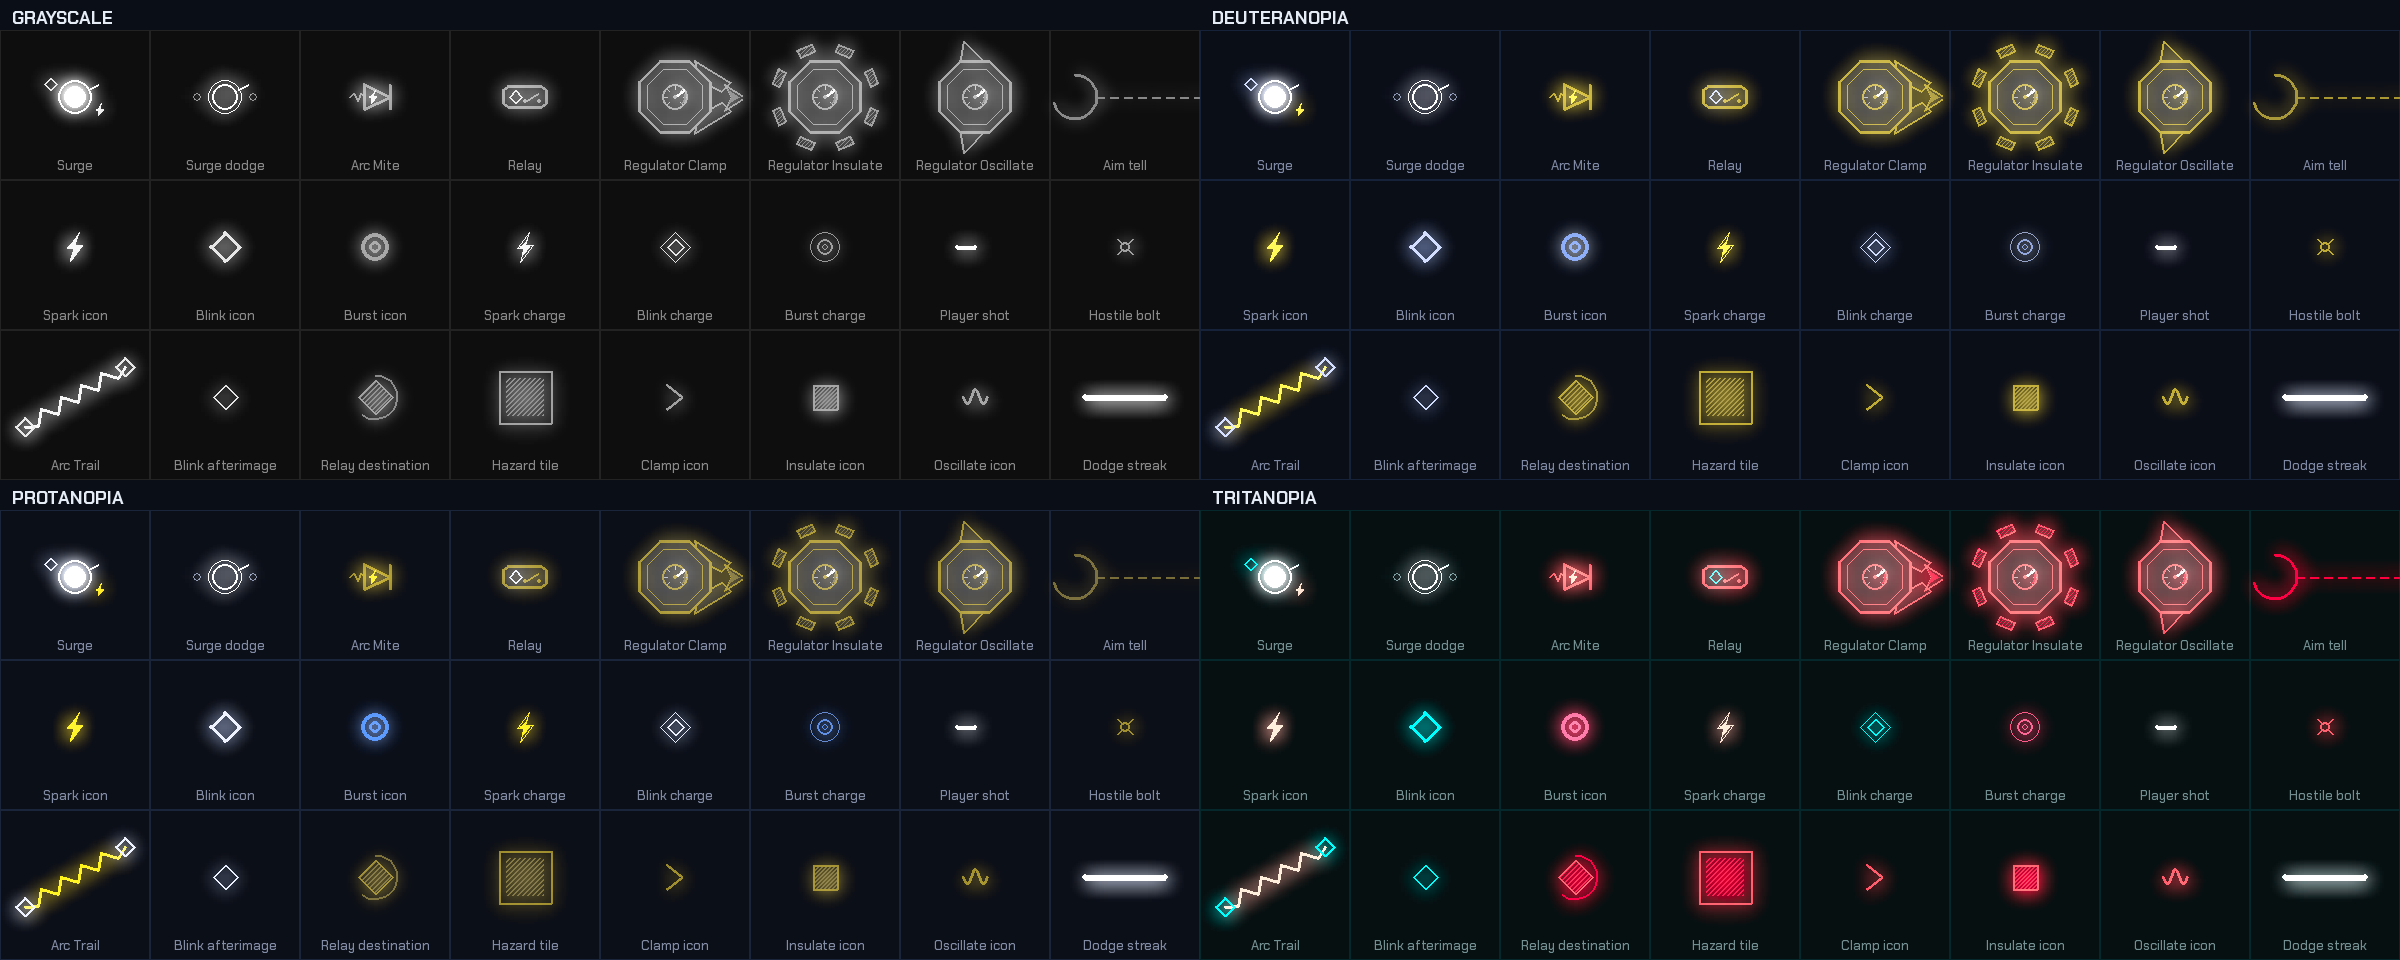 GRAYSCALE
Surge
Surge dodge
Arc Mite
Relay
Regulator Clamp
Regulator Insulate
Regulator Oscillate
Aim tell
Spark icon
Blink icon
Burst icon
Spark charge
Blink charge
Burst charge
Player shot
Hostile bolt
Arc Trail
Blink afterimage
Relay destination
Hazard tile
Clamp icon
Insulate icon
Oscillate icon
Dodge streak
DEUTERANOPIA
Surge
Surge dodge
Arc Mite
Relay
Regulator Clamp
Regulator Insulate
Regulator Oscillate
Aim tell
Spark icon
Blink icon
Burst icon
Spark charge
Blink charge
Burst charge
Player shot
Hostile bolt
Arc Trail
Blink afterimage
Relay destination
Hazard tile
Clamp icon
Insulate icon
Oscillate icon
Dodge streak
PROTANOPIA
Surge
Surge dodge
Arc Mite
Relay
Regulator Clamp
Regulator Insulate
Regulator Oscillate
Aim tell
Spark icon
Blink icon
Burst icon
Spark charge
Blink charge
Burst charge
Player shot
Hostile bolt
Arc Trail
Blink afterimage
Relay destination
Hazard tile
Clamp icon
Insulate icon
Oscillate icon
Dodge streak
TRITANOPIA
Surge
Surge dodge
Arc Mite
Relay
Regulator Clamp
Regulator Insulate
Regulator Oscillate
Aim tell
Spark icon
Blink icon
Burst icon
Spark charge
Blink charge
Burst charge
Player shot
Hostile bolt
Arc Trail
Blink afterimage
Relay destination
Hazard tile
Clamp icon
Insulate icon
Oscillate icon
Dodge streak